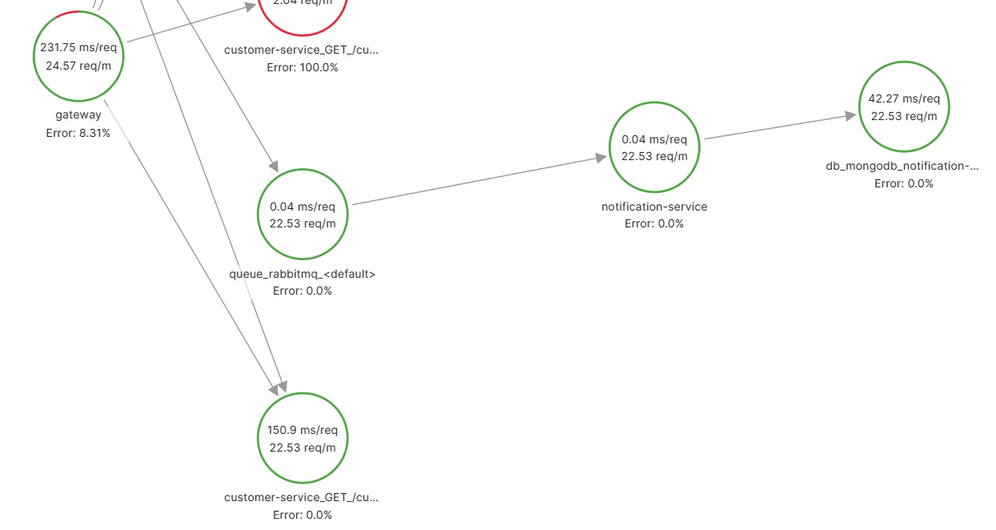 2.04 req/m
customer-service_GET_/cu...
Error: 100.0%
231.75 ms/req
24.57 req/m
gateway
Error: 8.31%
42.27 ms/req
22.53 req/m
db_mongodb_notification-...
Error: 0.0%
0.04 ms/req
22.53 req/m
notification-service
Error: 0.0%
0.04 ms/req
22.53 req/m
queue_rabbitmq_<default>
Error: 0.0%
150.9 ms/req
22.53 req/m
customer-service_GET_/cu...
Error: 0.0%